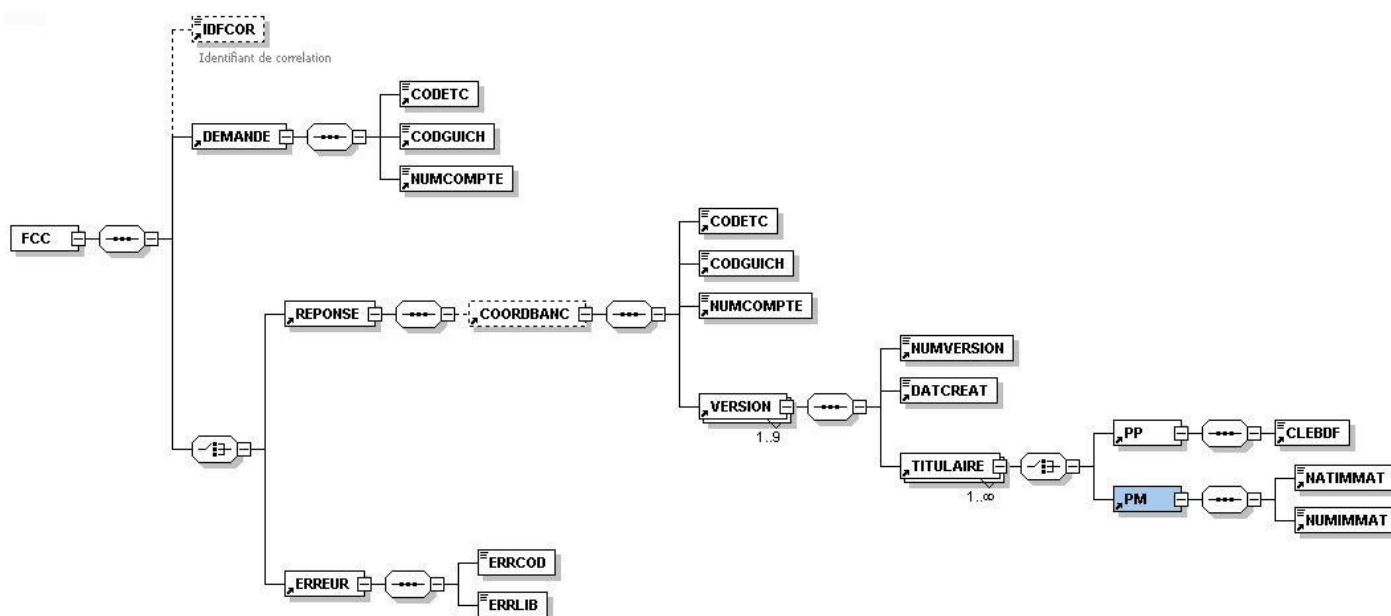 IDFCOR
Identifiant de correlation
DEMANDE
CODETC
CODGUICH
NUMCOMPTE
FCC
REPONSE
COORDBANC
CODETC
CODGUICH
NUMCOMPTE
VERSION
1..9
NUMVERSION
DATCREAT
TITULAIRE
1..∞
PP
CLEBDF
PM
NATIMMAT
NUMIMMAT
ERREUR
ERRCOD
ERRLIB